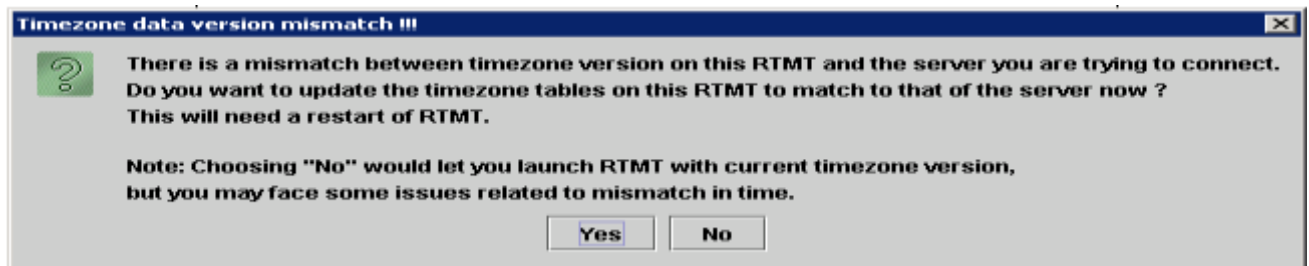 Timezone data version mismatch !!!
There is a mismatch between timezone version on this RTMT and the server you are trying to connect.
Do you want to update the timezone tables on this RTMT to match to that of the server now ?
This will need a restart of RTMT.
Note: Choosing "No" would let you launch RTMT with current timezone version,
but you may face some issues related to mismatch in time.
Yes No